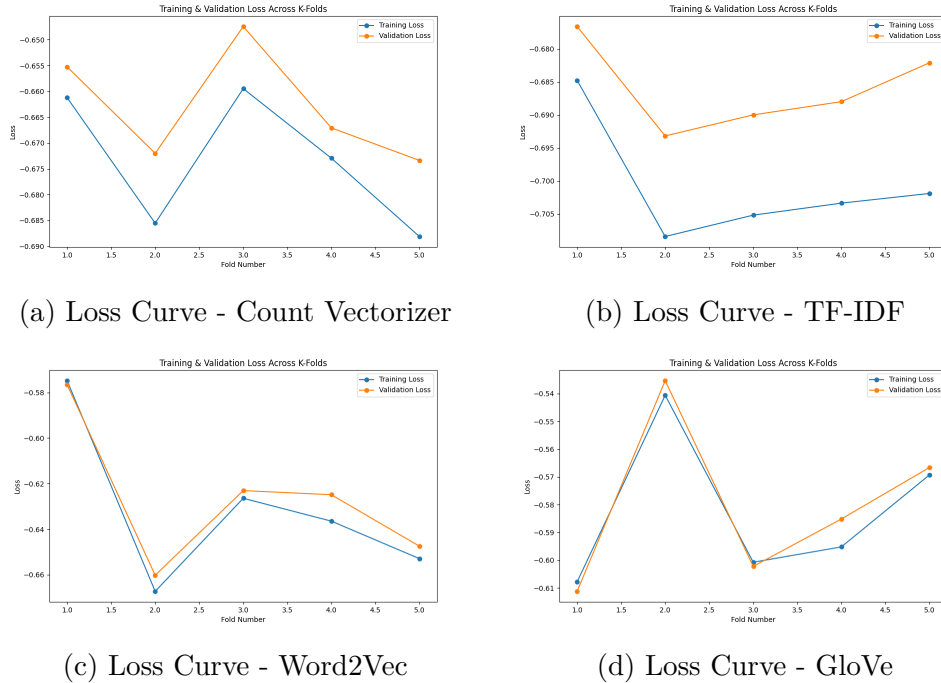 Training & Validation Loss Across K-Folds
Training Loss
Validation Loss
Loss
−0.650
−0.655
−0.660
−0.665
−0.670
−0.675
−0.680
−0.685
−0.690
1.0 1.5 2.0 2.5 3.0 3.5 4.0 4.5 5.0
Fold Number
(a) Loss Curve - Count Vectorizer
Training & Validation Loss Across K-Folds
Training Loss
Validation Loss
Loss
−0.680
−0.685
−0.690
−0.695
−0.700
−0.705
1.0 1.5 2.0 2.5 3.0 3.5 4.0 4.5 5.0
Fold Number
(b) Loss Curve - TF-IDF
Training & Validation Loss Across K-Folds
Training Loss
Validation Loss
Loss
−0.58
−0.60
−0.62
−0.64
−0.66
1.0 1.5 2.0 2.5 3.0 3.5 4.0 4.5 5.0
Fold Number
(c) Loss Curve - Word2Vec
Training & Validation Loss Across K-Folds
Training Loss
Validation Loss
Loss
−0.54
−0.55
−0.56
−0.57
−0.58
−0.59
−0.60
−0.61
1.0 1.5 2.0 2.5 3.0 3.5 4.0 4.5 5.0
Fold Number
(d) Loss Curve - GloVe